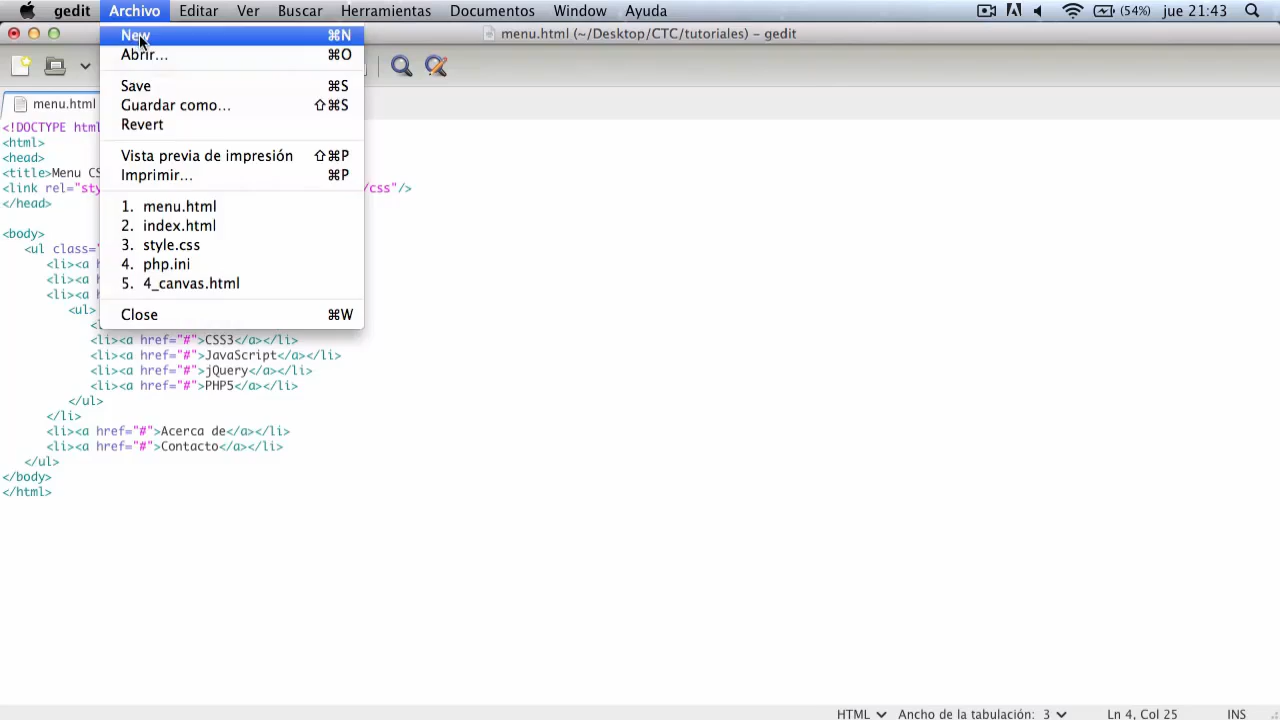 gedit Archivo Editar Ver Buscar Herramientas Documentos Window Ayuda (54%) jue 21:43
menu.html (~/Desktop/CTC/tutoriales) – gedit
New ⌘N
Abrir... ⌘O
Save ⌘S
Guardar como... ⇧⌘S
Revert
Vista previa de impresión ⇧⌘P
Imprimir... ⌘P
1. menu.html
2. index.html
3. style.css
4. php.ini
5. 4_canvas.html
Close ⌘W
menu.html
<!DOCTYPE html
<html>
<head>
<title>Menu CS
<link rel="sty /css"/>
</head>
<body>
<ul class="
<li><a h
<li><a h
<li><a h
<ul>
<l
<li><a href="#">CSS3</a></li>
<li><a href="#">JavaScript</a></li>
<li><a href="#">jQuery</a></li>
<li><a href="#">PHP5</a></li>
</ul>
</li>
<li><a href="#">Acerca de</a></li>
<li><a href="#">Contacto</a></li>
</ul>
</body>
</html>
HTML Ancho de la tabulación: 3 Ln 4, Col 25 INS